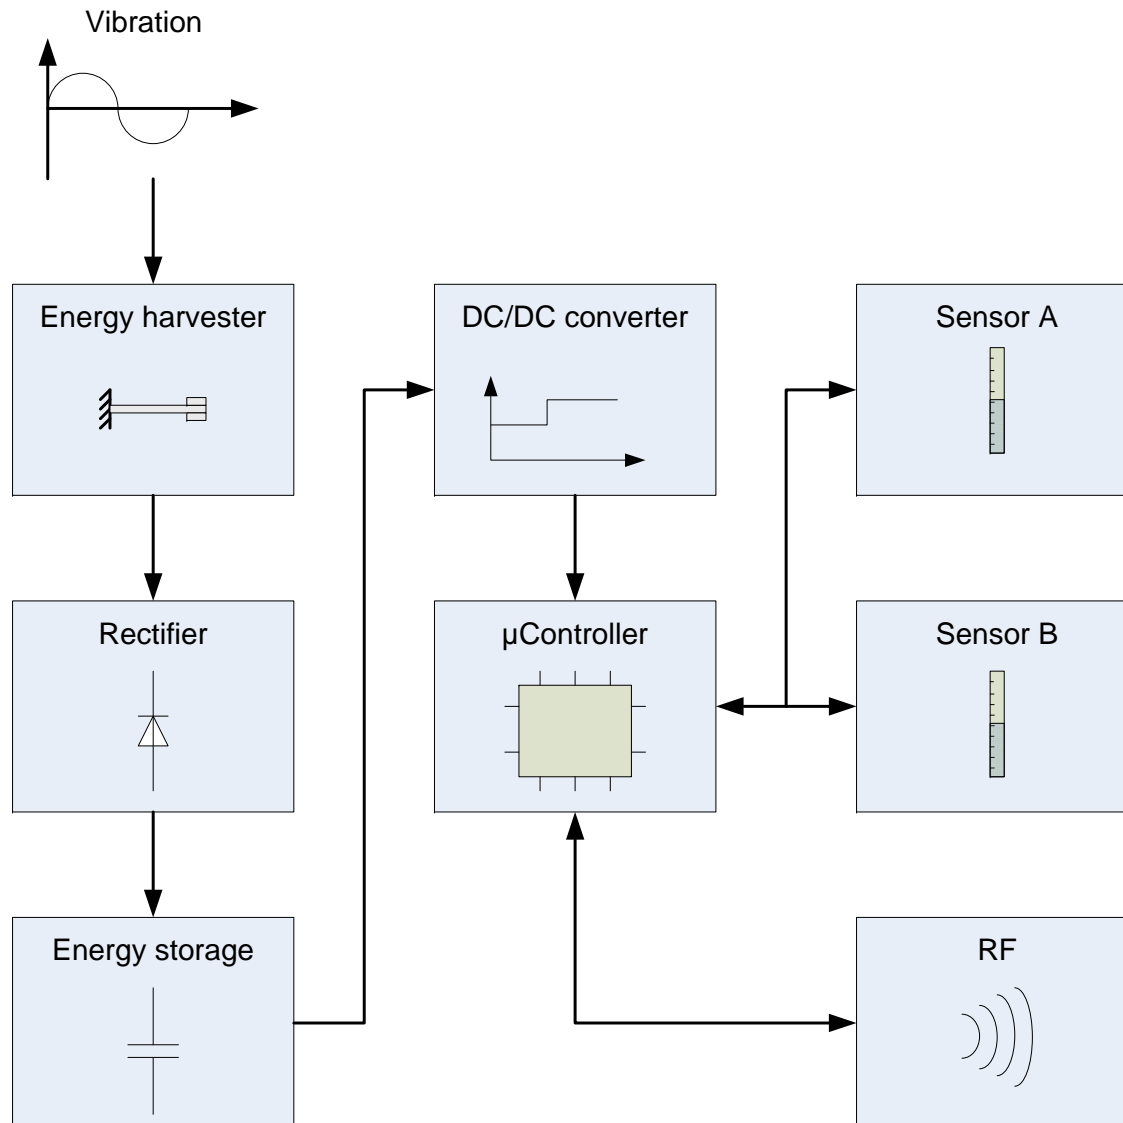 Vibration
Energy harvester
DC/DC converter
Sensor A
Rectifier
µController
Sensor B
Energy storage
RF